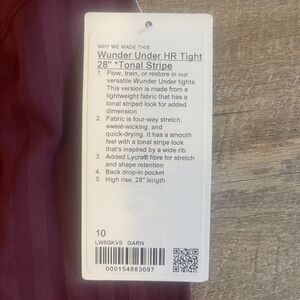 WHY WE MADE THIS
Wunder Under HR Tight
28" *Tonal Stripe
1. Flow, train, or restore in our
versatile Wunder Under tights.
This version is made from a
lightweight fabric that has a
tonal striped look for added
dimension
2. Fabric is four-way stretch,
sweat-wicking, and
quick-drying. It has a smooth
feel with a tonal stripe look
that's inspired by a wide rib
3. Added Lycra® fibre for stretch
and shape retention
4. Back drop-in pocket
5. High rise, 28" length
10
LW5GKVS GARN
000154883097